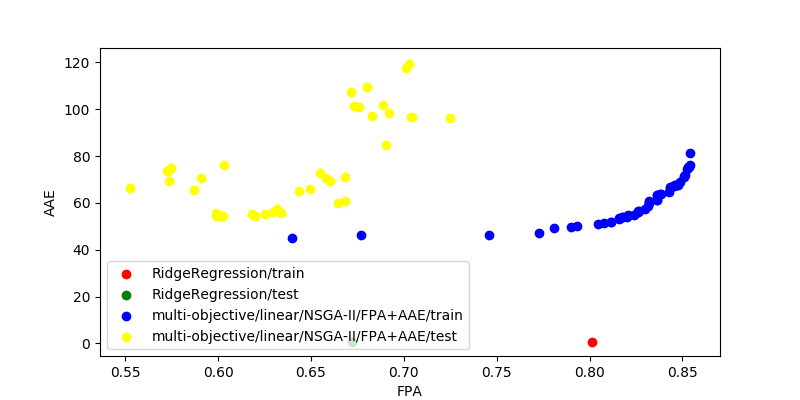 120
100
80
60
40
20
0
AAE
RidgeRegression/train
RidgeRegression/test
multi-objective/linear/NSGA-II/FPA+AAE/train
multi-objective/linear/NSGA-II/FPA+AAE/test
0.55 0.60 0.65 0.70 0.75 0.80 0.85
FPA